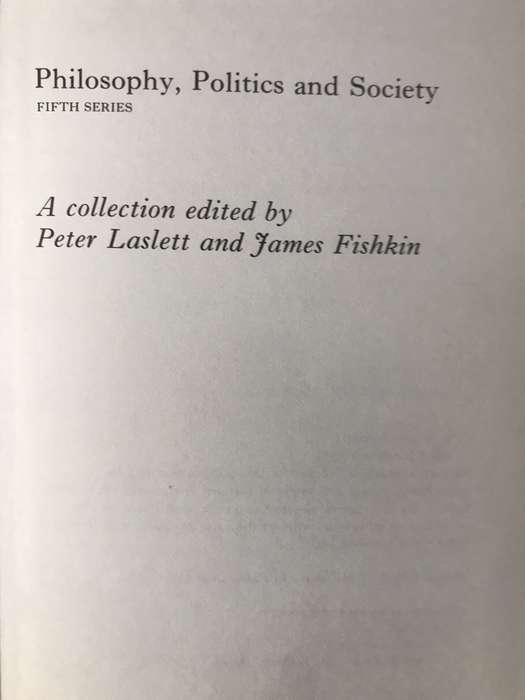 Philosophy, Politics and Society
FIFTH SERIES
A collection edited by
Peter Laslett and James Fishkin